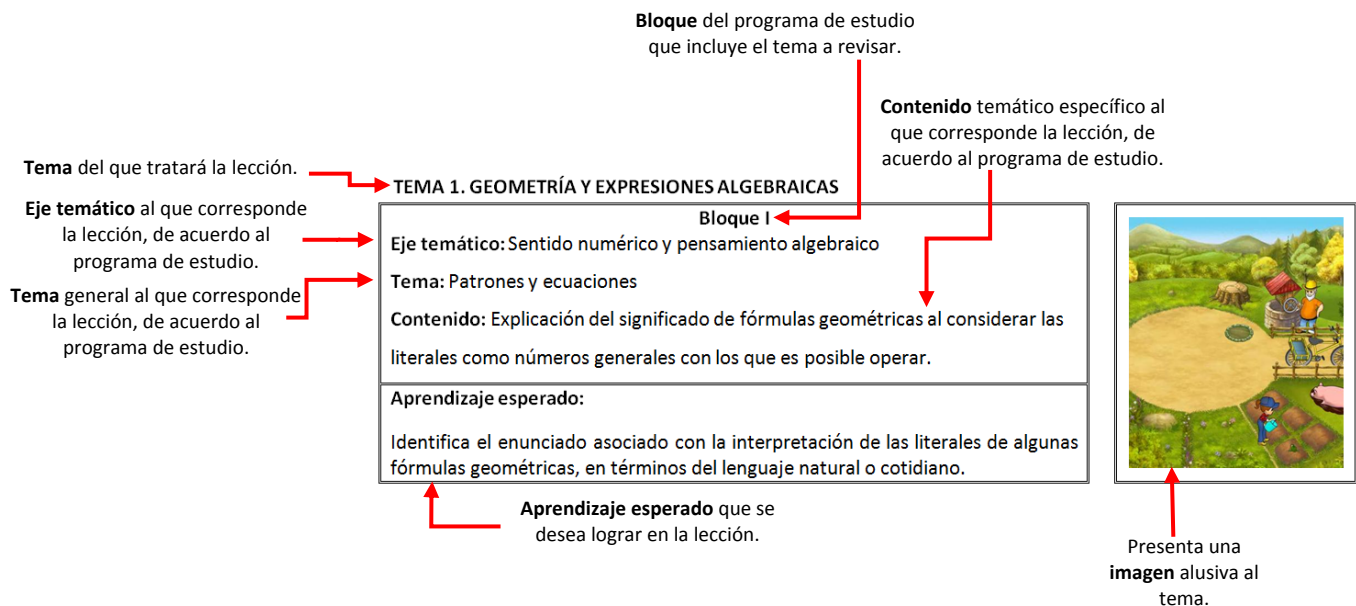 Bloque del programa de estudio
que incluye el tema a revisar.
Contenido temático específico al
que corresponde la lección, de
acuerdo al programa de estudio.
Tema del que tratará la lección.
TEMA 1. GEOMETRÍA Y EXPRESIONES ALGEBRAICAS
Eje temático al que corresponde
la lección, de acuerdo al
programa de estudio.
Tema general al que corresponde
la lección, de acuerdo al
programa de estudio.
Bloque I
Eje temático: Sentido numérico y pensamiento algebraico
Tema: Patrones y ecuaciones
Contenido: Explicación del significado de fórmulas geométricas al considerar las
literales como números generales con los que es posible operar.
Aprendizaje esperado:
Identifica el enunciado asociado con la interpretación de las literales de algunas
fórmulas geométricas, en términos del lenguaje natural o cotidiano.
Aprendizaje esperado que se
desea lograr en la lección.
Presenta una
imagen alusiva al
tema.